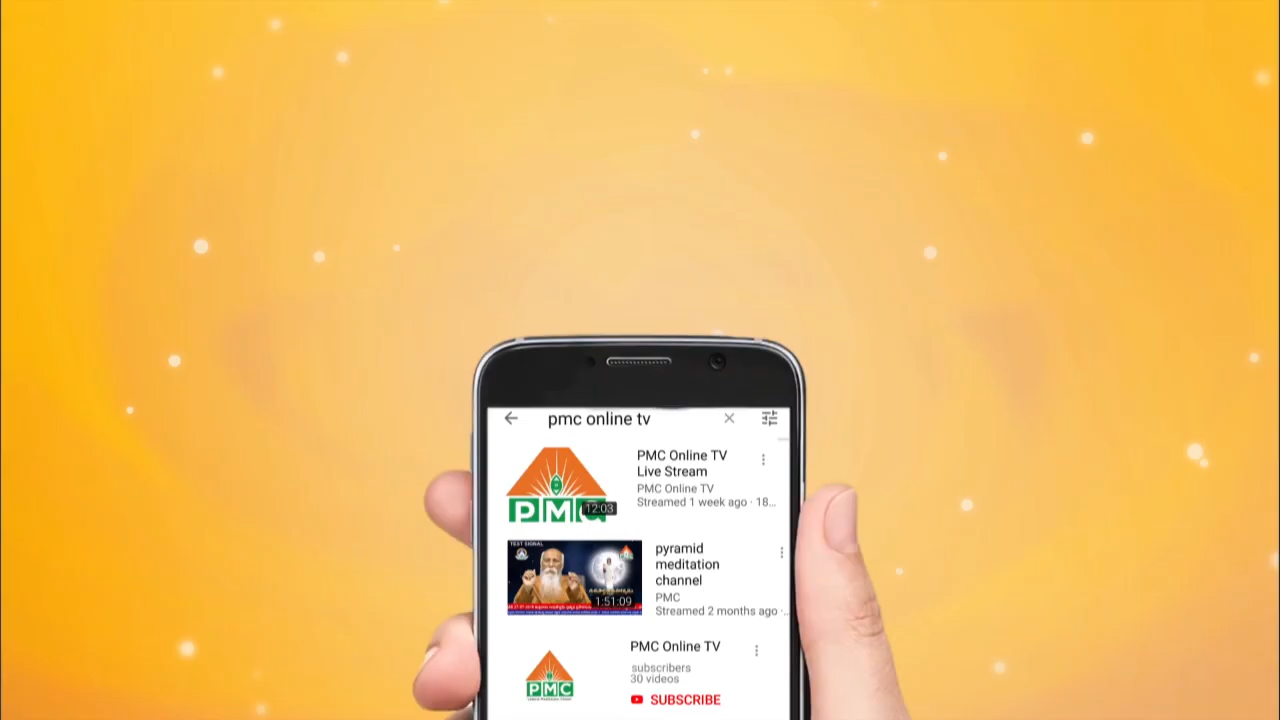 pmc online tv
PMC Online TV
Live Stream
PMC Online TV
Streamed 1 week ago · 18...
PMC
12:03
TEST SIGNAL
1:51:09
pyramid
meditation
channel
PMC
Streamed 2 months ago ·..
PMC Online TV
subscribers
30 videos
SUBSCRIBE
PMC